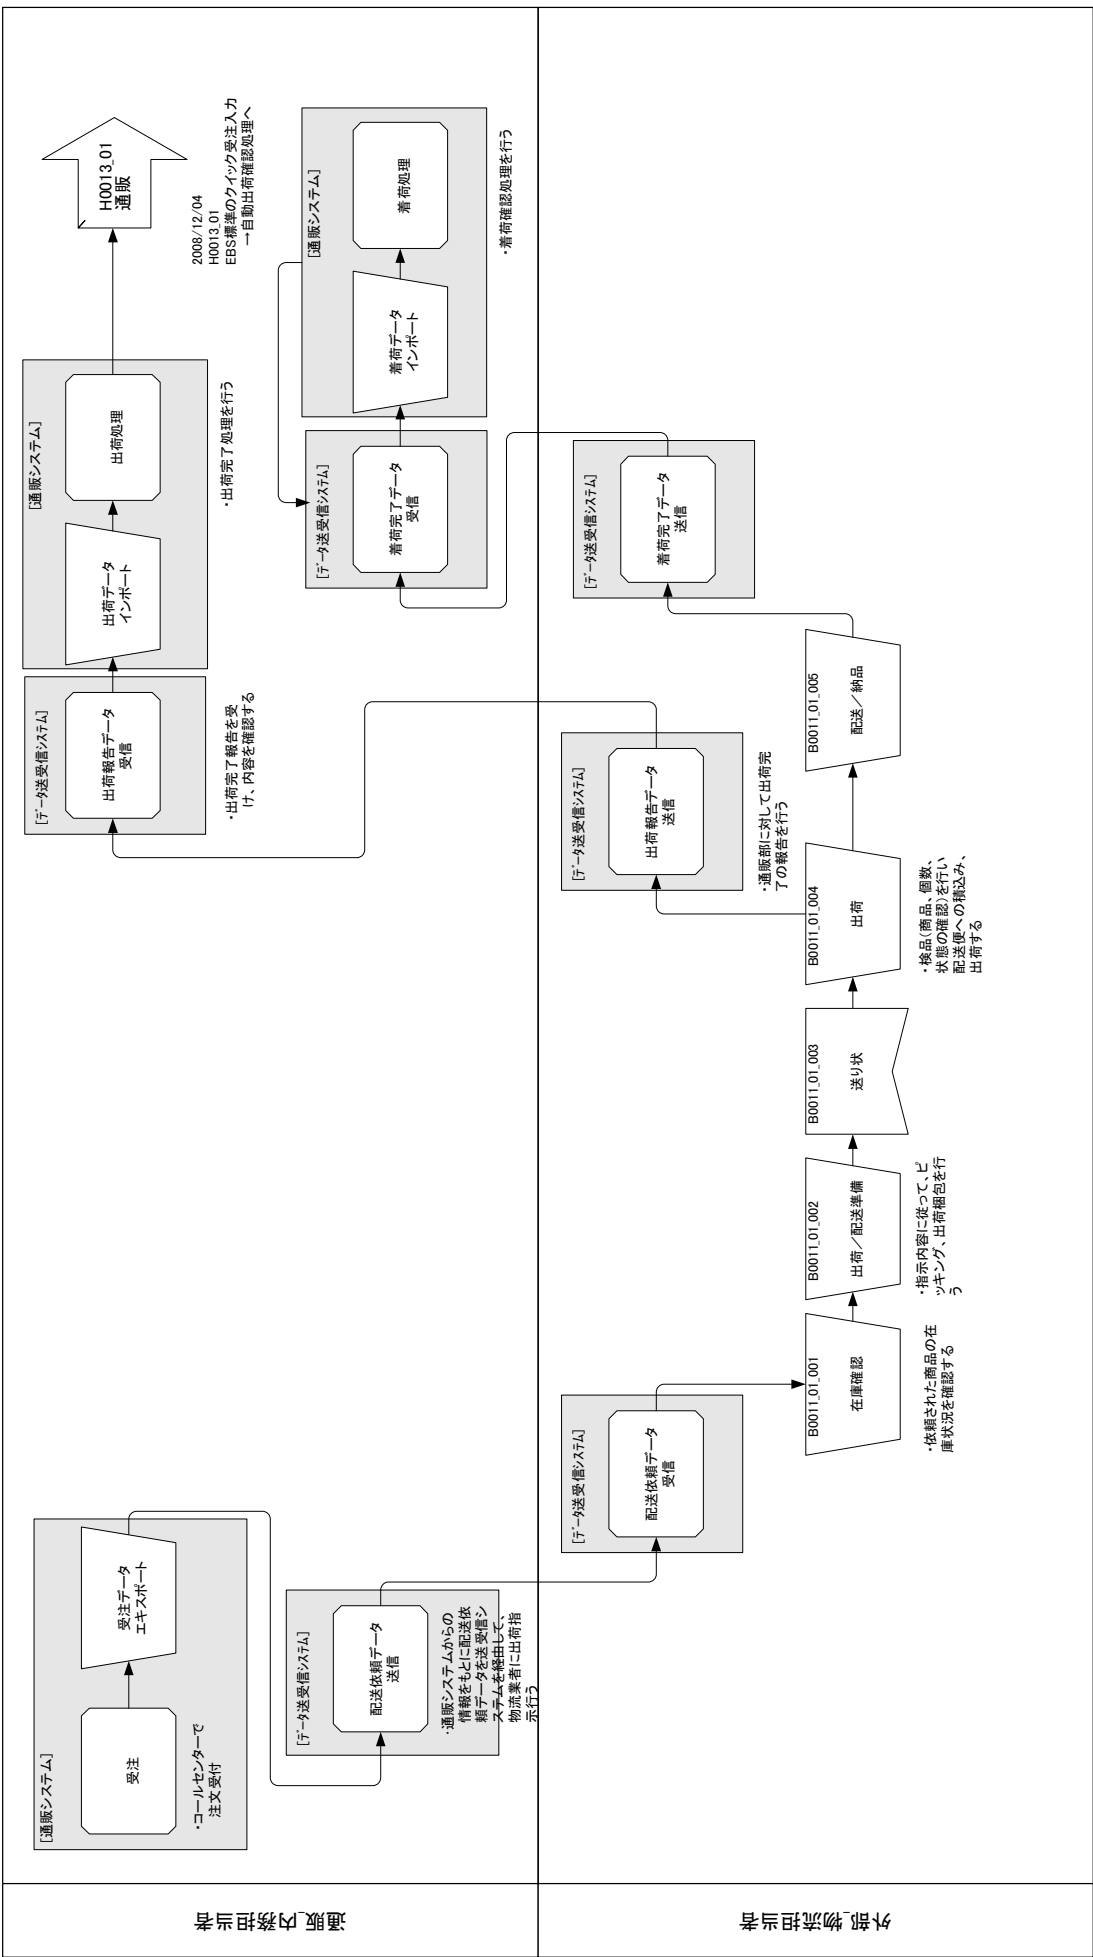 通販_内務担当者
[通販システム]
受注
・コールセンターで
注文受付
受注データ
エキスポート
[データ送受信システム]
配送依頼データ
送信
・通販システムからの
情報をもとに配送依
頼データを送受信シ
ステムを経由して、
物流業者に出荷指
示行う
[データ送受信システム]
出荷報告データ
受信
・出荷完了報告を受
け、内容を確認する
[通販システム]
出荷データ
インポート
出荷処理
・出荷完了処理を行う
H0013_01
通販
2008/12/04
H0013_01
EBS標準のクイック受注入力
→自動出荷確認処理へ
[データ送受信システム]
着荷完了データ
受信
[通販システム]
着荷データ
インポート
着荷処理
・着荷確認処理を行う
外部_物流担当者
[データ送受信システム]
配送依頼データ
受信
B0011_01_001
在庫確認
・依頼された商品の在
庫状況を確認する
B0011_01_002
出荷／配送準備
・指示内容に従って、ピ
ッキング、出荷梱包を行
う
B0011_01_003
送り状
B0011_01_004
出荷
・検品(商品、個数、
状態の確認)を行い
配送便への積込み、
出荷する
[データ送受信システム]
出荷報告データ
送信
・通販部に対して出荷完
了の報告を行う
B0011_01_005
配送／納品
[データ送受信システム]
着荷完了データ
送信